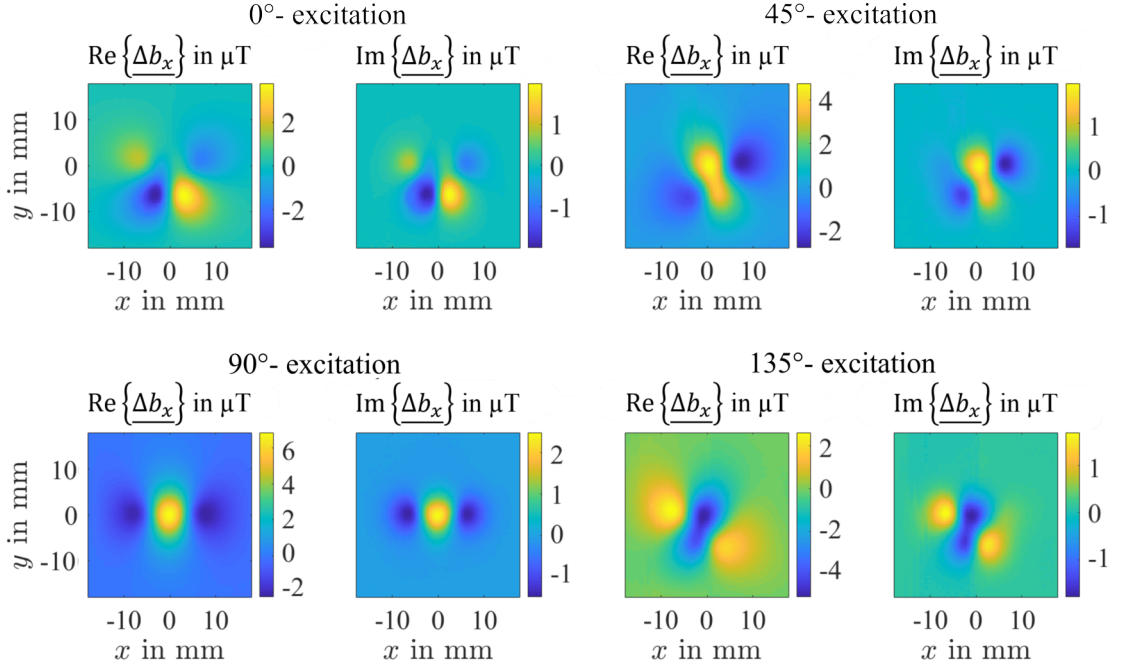 0°- excitation
45°- excitation
Re {Δb_x} in μT
Im {Δb_x} in μT
Re {Δb_x} in μT
Im {Δb_x} in μT
y in mm
10
0
-10
-10 0 10
x in mm
2
0
-2
-10 0 10
x in mm
1
0
-1
-10 0 10
x in mm
4
2
0
-2
-10 0 10
x in mm
1
0
-1
90°- excitation
135°- excitation
Re {Δb_x} in μT
Im {Δb_x} in μT
Re {Δb_x} in μT
Im {Δb_x} in μT
y in mm
10
0
-10
-10 0 10
x in mm
6
4
2
0
-2
-10 0 10
x in mm
2
1
0
-1
-10 0 10
x in mm
2
0
-2
-4
-10 0 10
x in mm
1
0
-1